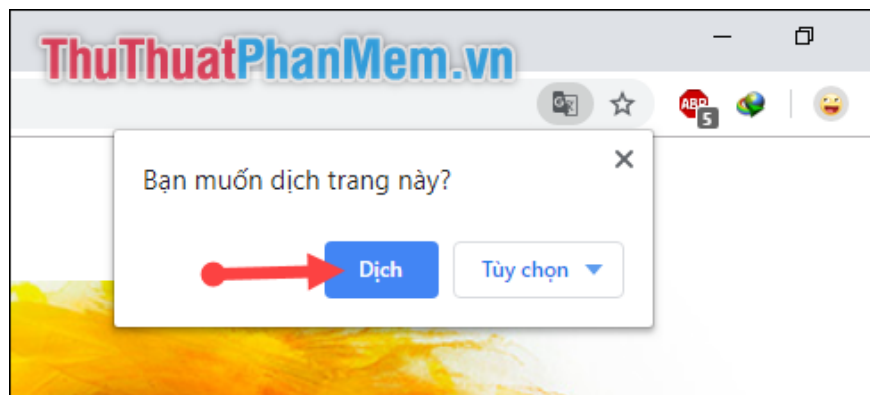 ThuThuatPhanMem.vn
ABP
5
Bạn muốn dịch trang này?
Dịch
Tùy chọn